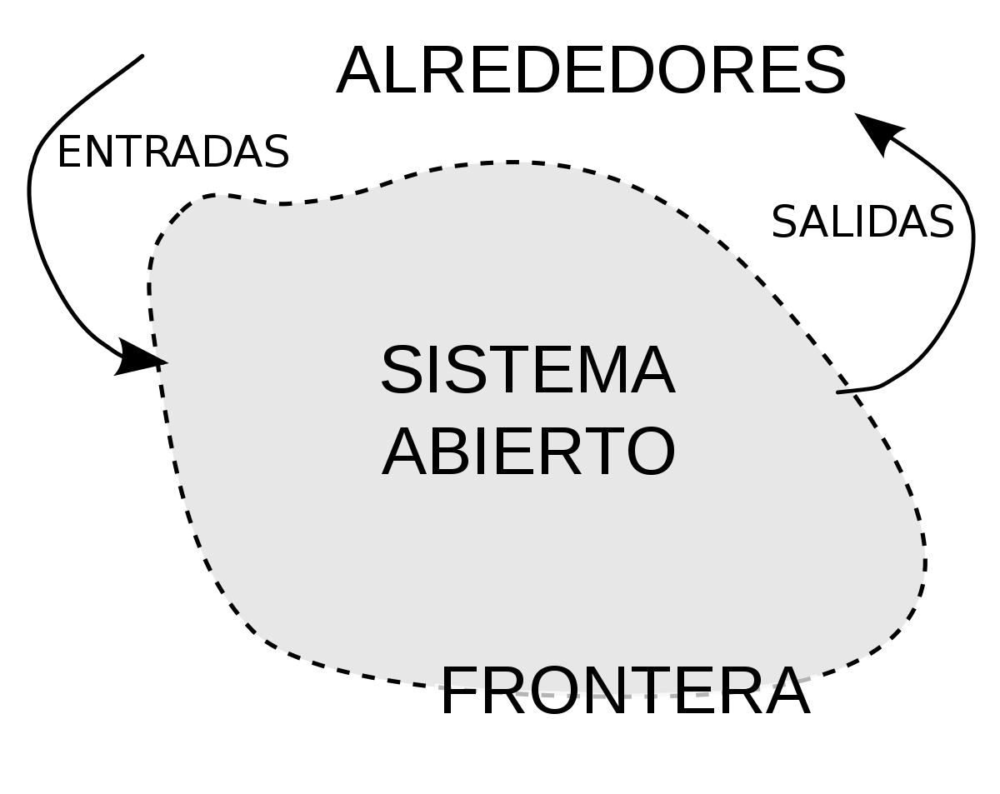 ALREDEDORES
ENTRADAS
SALIDAS
SISTEMA
ABIERTO
FRONTERA